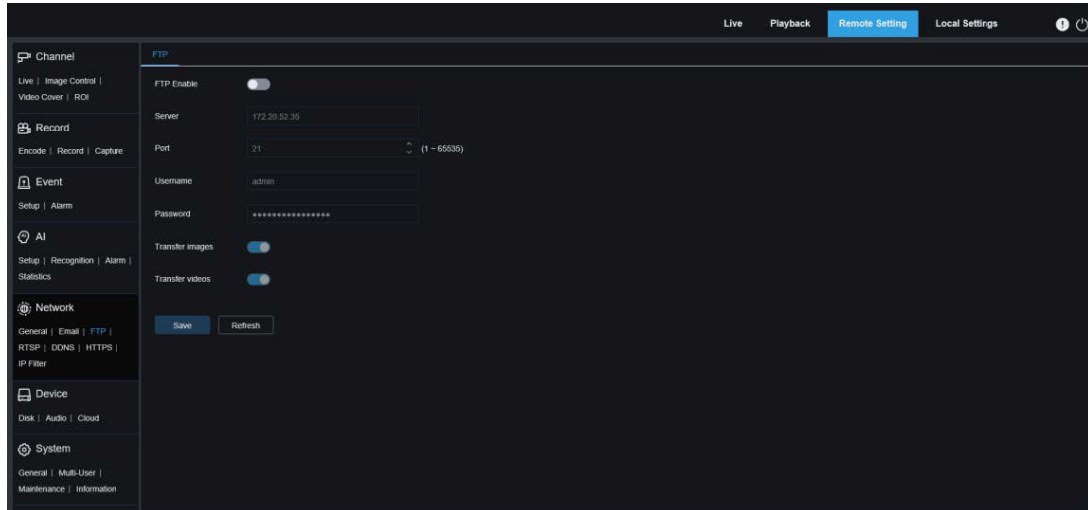 Live Playback Remote Setting Local Settings
Channel
Live | Image Control |
Video Cover | ROI
Record
Encode | Record | Capture
Event
Setup | Alarm
AI
Setup | Recognition | Alarm |
Statistics
Network
General | Email | FTP |
RTSP | DDNS | HTTPS |
IP Filter
Device
Disk | Audio | Cloud
System
General | Multi-User |
Maintenance | Information
FTP
FTP Enable
Server 172.20.52.35
Port 21 (1 ~ 65535)
Username admin
Password ••••••••••••••••
Transfer images
Transfer videos
Save Refresh